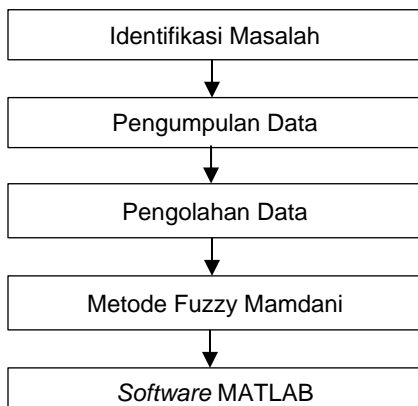 Identifikasi Masalah
Pengumpulan Data
Pengolahan Data
Metode Fuzzy Mamdani
Software MATLAB